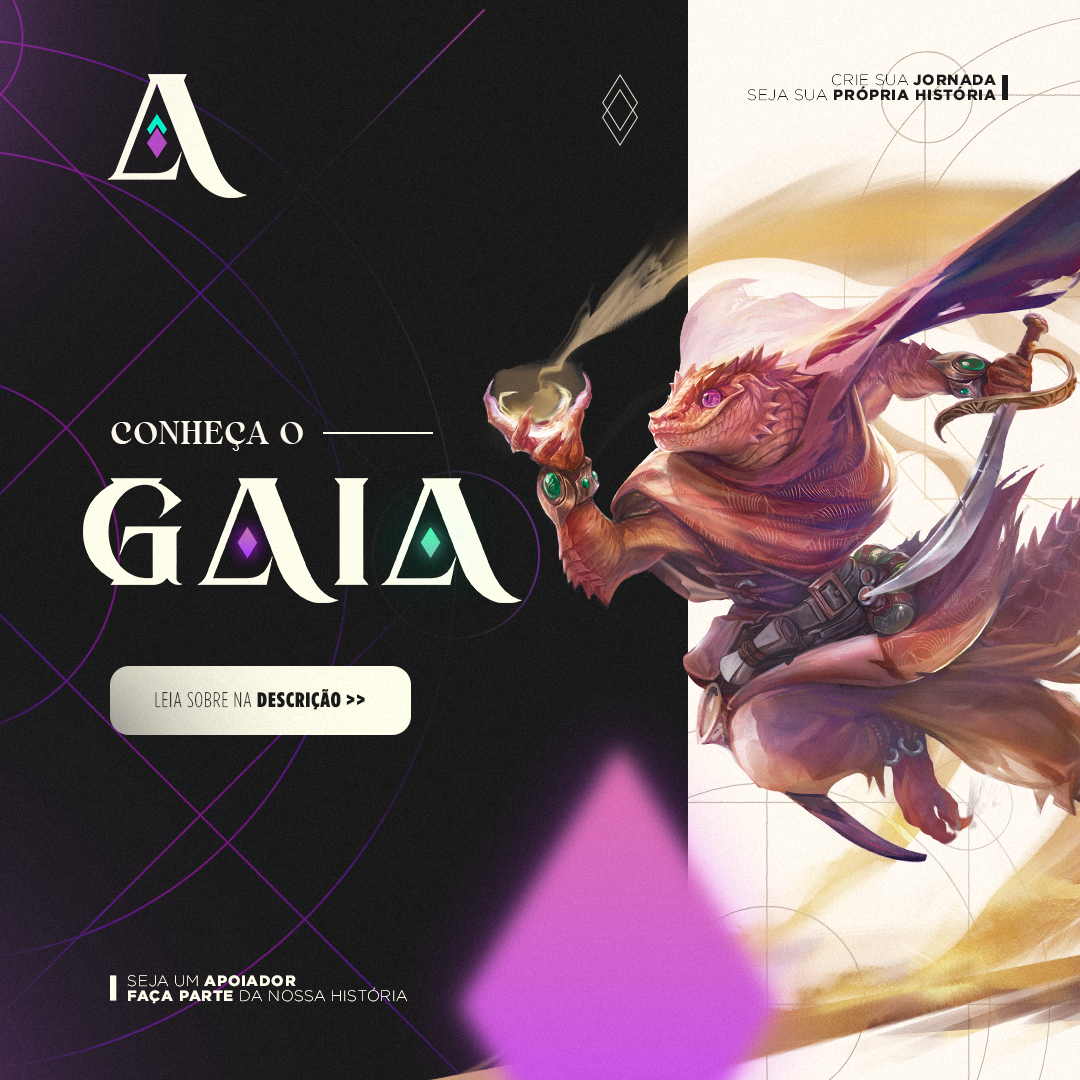 CRIE SUA JORNADA
SEJA SUA PRÓPRIA HISTÓRIA
A
CONHEÇA O
GAIA
LEIA SOBRE NA DESCRIÇÃO >>
SEJA UM APOIADOR
FAÇA PARTE DA NOSSA HISTÓRIA